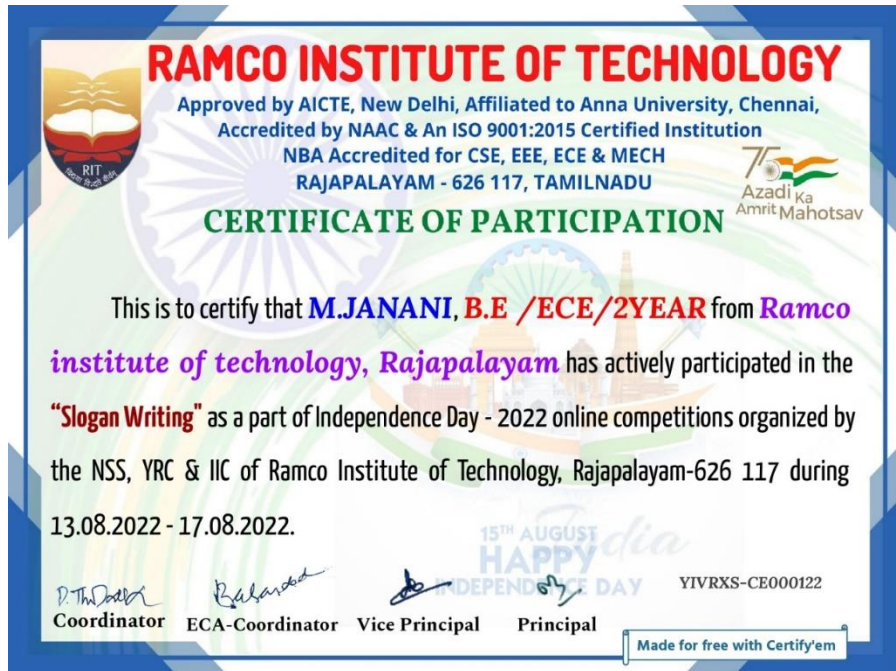 RAMCO INSTITUTE OF TECHNOLOGY
Approved by AICTE, New Delhi, Affiliated to Anna University, Chennai,
Accredited by NAAC & An ISO 9001:2015 Certified Institution
NBA Accredited for CSE, EEE, ECE & MECH
RAJAPALAYAM - 626 117, TAMILNADU
RIT
75
Azadi Ka
Amrit Mahotsav
CERTIFICATE OF PARTICIPATION
This is to certify that M.JANANI, B.E /ECE/2YEAR from Ramco
institute of technology, Rajapalayam has actively participated in the
“Slogan Writing" as a part of Independence Day - 2022 online competitions organized by
the NSS, YRC & IIC of Ramco Institute of Technology, Rajapalayam-626 117 during
13.08.2022 - 17.08.2022.
15TH AUGUST
India
HAPPY
INDEPENDENCE DAY
YIVRXS-CE000122
Coordinator ECA-Coordinator Vice Principal Principal
Made for free with Certify'em